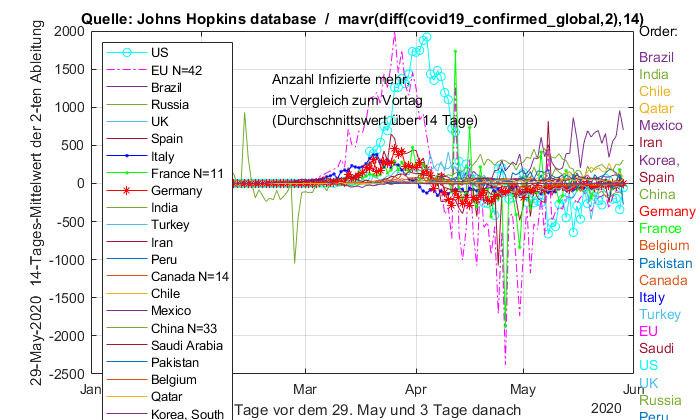 Quelle: Johns Hopkins database / mavr(diff(covid19_confirmed_global,2),14)
29-May-2020 14-Tages-Mittelwert der 2-ten Ableitung
2000
1500
1000
500
0
-500
-1000
-1500
-2000
-2500
US
EU N=42
Brazil
Russia
UK
Spain
Italy
France N=11
Germany
India
Turkey
Iran
Peru
Canada N=14
Chile
Mexico
China N=33
Saudi Arabia
Pakistan
Belgium
Qatar
Korea, South
Anzahl Infizierte mehr
im Vergleich zum Vortag
(Durchschnittswert über 14 Tage)
Jan
Mar
Apr
May
Jun
2020
Tage vor dem 29. May und 3 Tage danach
Order:
Brazil
India
Chile
Qatar
Mexico
Iran
Korea,
Spain
China
Germany
France
Belgium
Pakistan
Canada
Italy
Turkey
EU
Saudi
US
UK
Russia
Peru